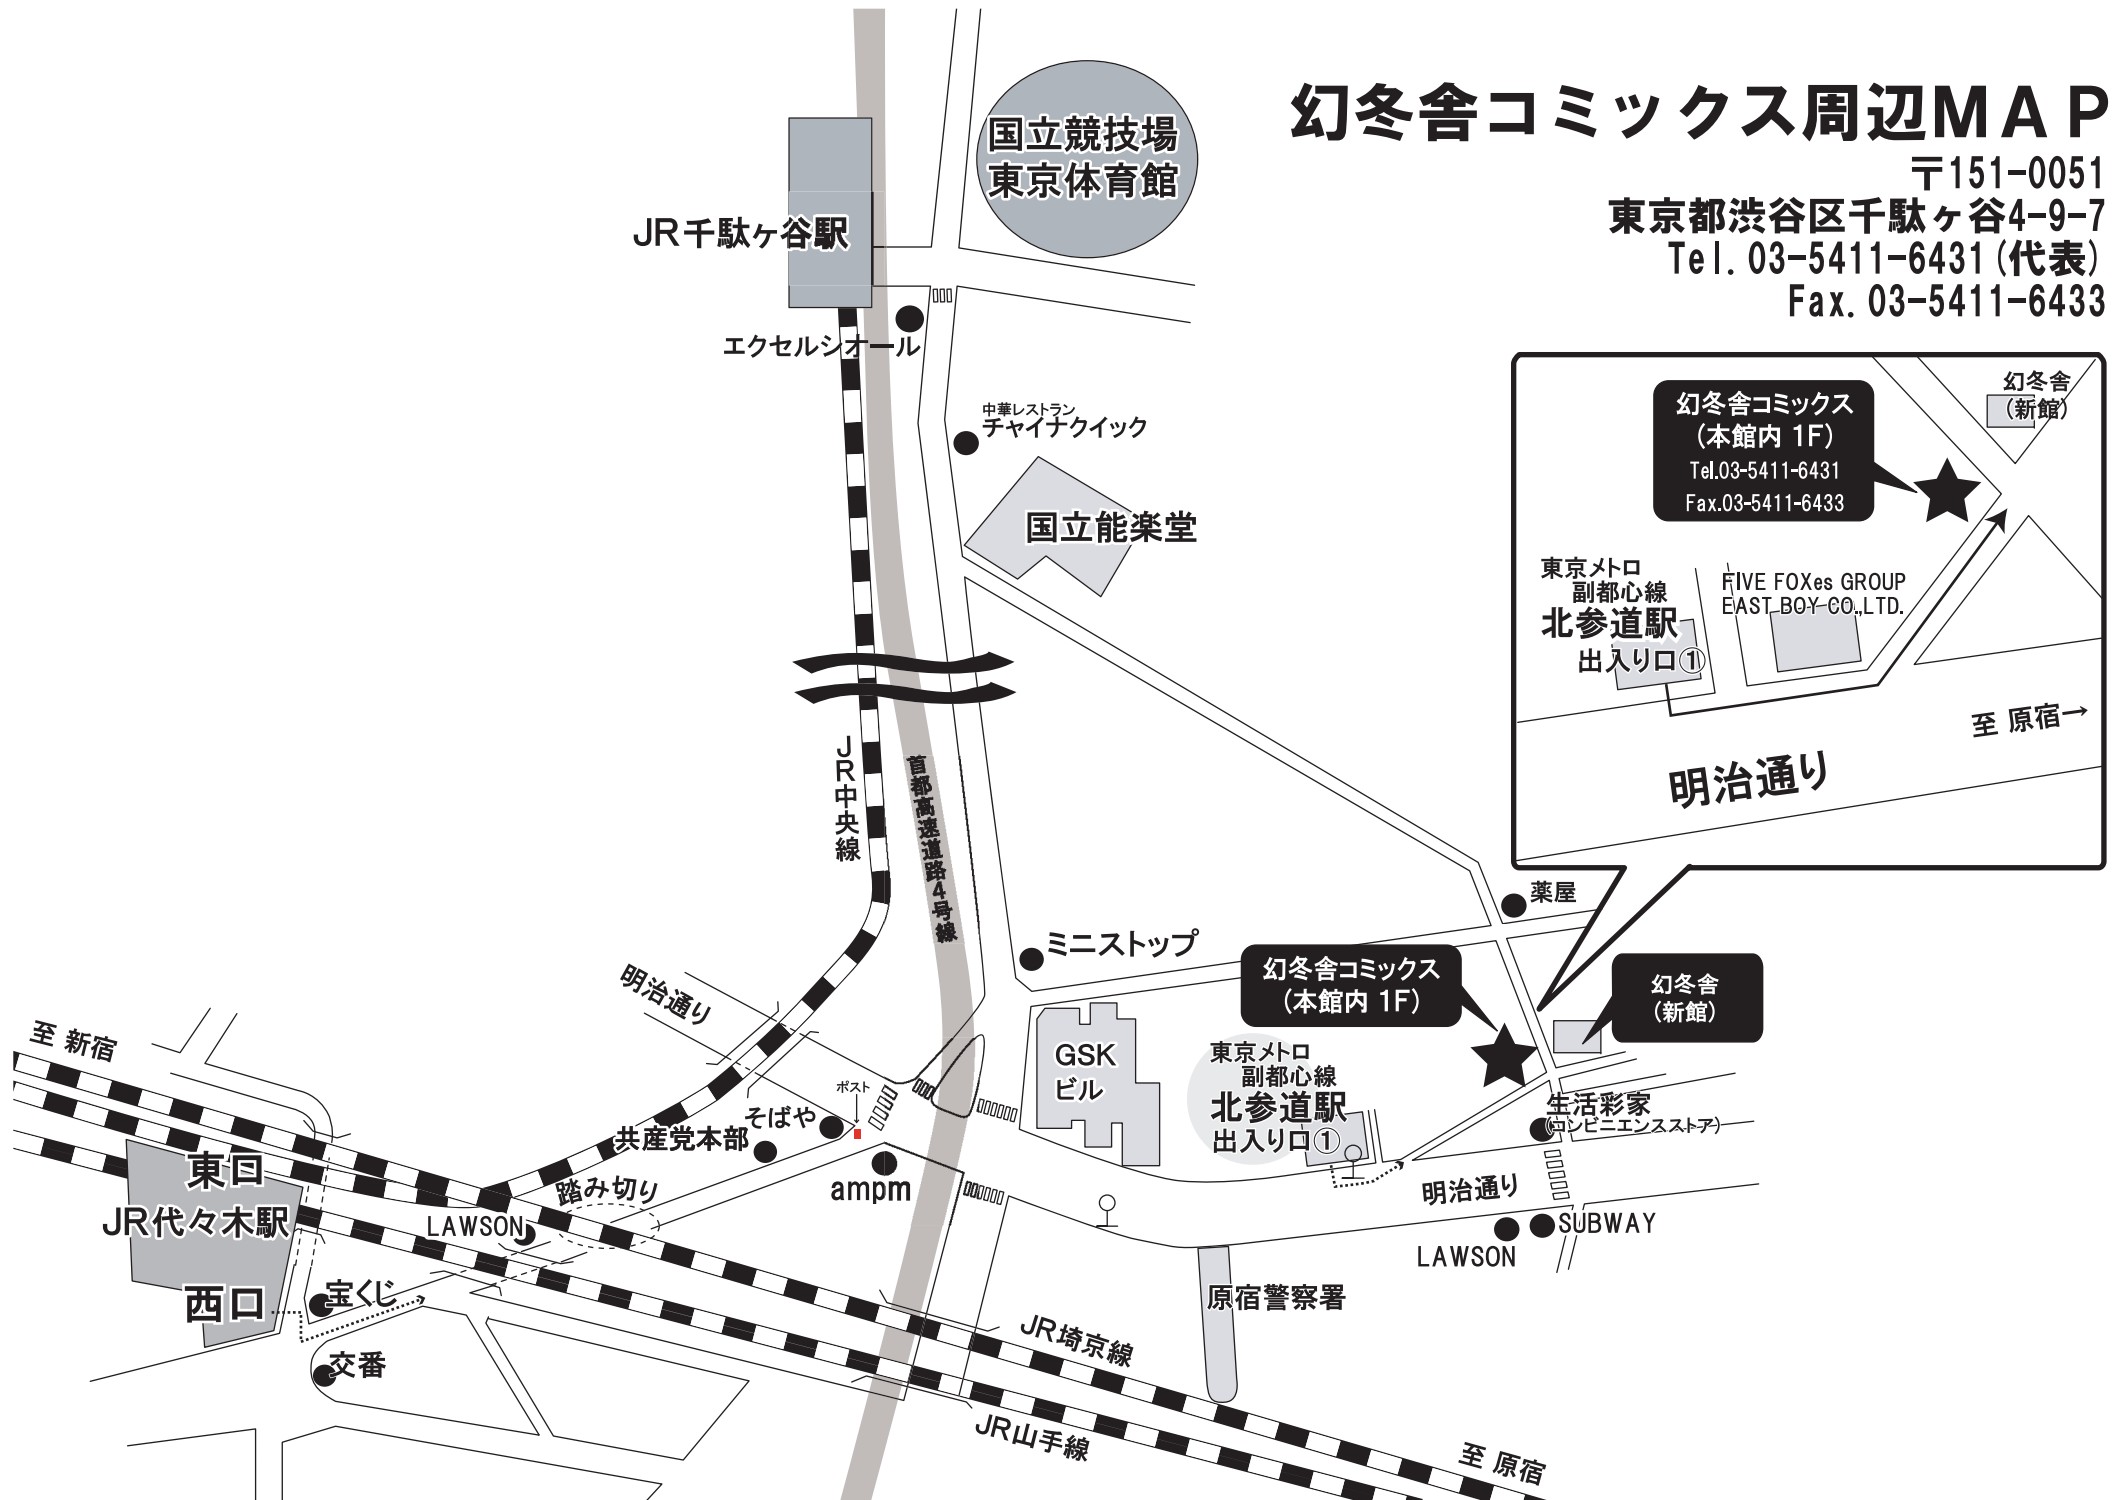 幻冬舎コミックス周辺MAP
〒151-0051
東京都渋谷区千駄ヶ谷4-9-7
Tel.03-5411-6431(代表)
Fax.03-5411-6433
国立競技場
東京体育館
JR千駄ヶ谷駅
エクセルシオール
中華レストラン
チャイナクイック
国立能楽堂
幻冬舎コミックス
(本館内 1F)
Tel.03-5411-6431
Fax.03-5411-6433
幻冬舎
(新館)
東京メトロ
副都心線
北参道駅
出入り口①
FIVE FOXes GROUP
EAST BOY CO.,LTD.
至 原宿→
明治通り
JR中央線
首都高速道路4号線
薬屋
ミニストップ
幻冬舎コミックス
(本館内 1F)
幻冬舎
(新館)
明治通り
至 新宿
GSK
ビル
東京メトロ
副都心線
北参道駅
出入り口①
ポスト
そばや
共産党本部
生活彩家
(コンビニエンスストア)
東口
JR代々木駅
西口
踏み切り
LAWSON
ampm
明治通り
SUBWAY
LAWSON
宝くじ
交番
原宿警察署
JR埼京線
JR山手線
至 原宿